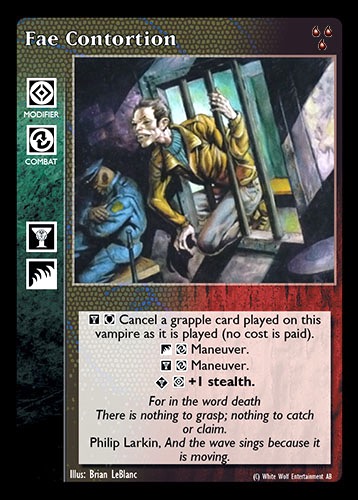 Fae Contortion
MODIFIER
COMBAT
Cancel a grapple card played on this
vampire as it is played (no cost is paid).
Maneuver.
Maneuver.
+1 stealth.
For in the word death
There is nothing to grasp; nothing to catch
or claim.
Philip Larkin, And the wave sings because it
is moving.
Illus: Brian LeBlanc
(C) White Wolf Entertainment AB